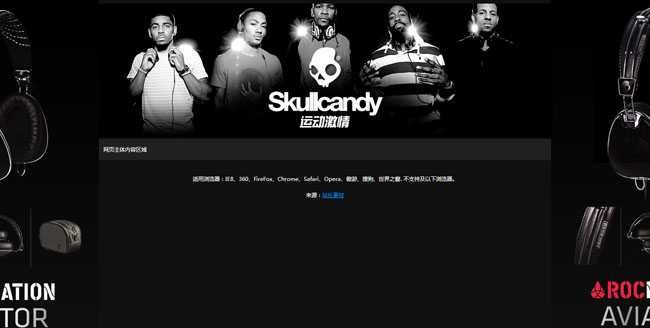 Skullcandy
运动激情
网页主体内容区域
适用浏览器：IE8、360、FireFox、Chrome、Safari、Opera、傲游、搜狗、世界之窗. 不支持及以下浏览器。
来源：
ATION
TOR
ROC
AVIA